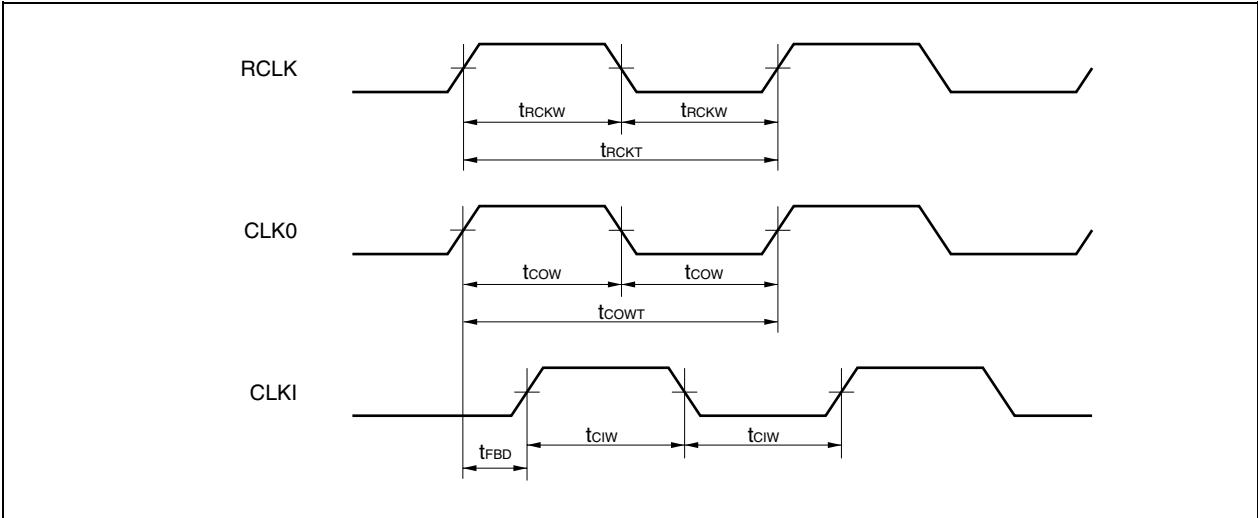 RCLK
tRCKW tRCKW
tRCKT
CLK0
tCOW tCOW
tCOWT
CLKI
tCIW tCIW
tFBD